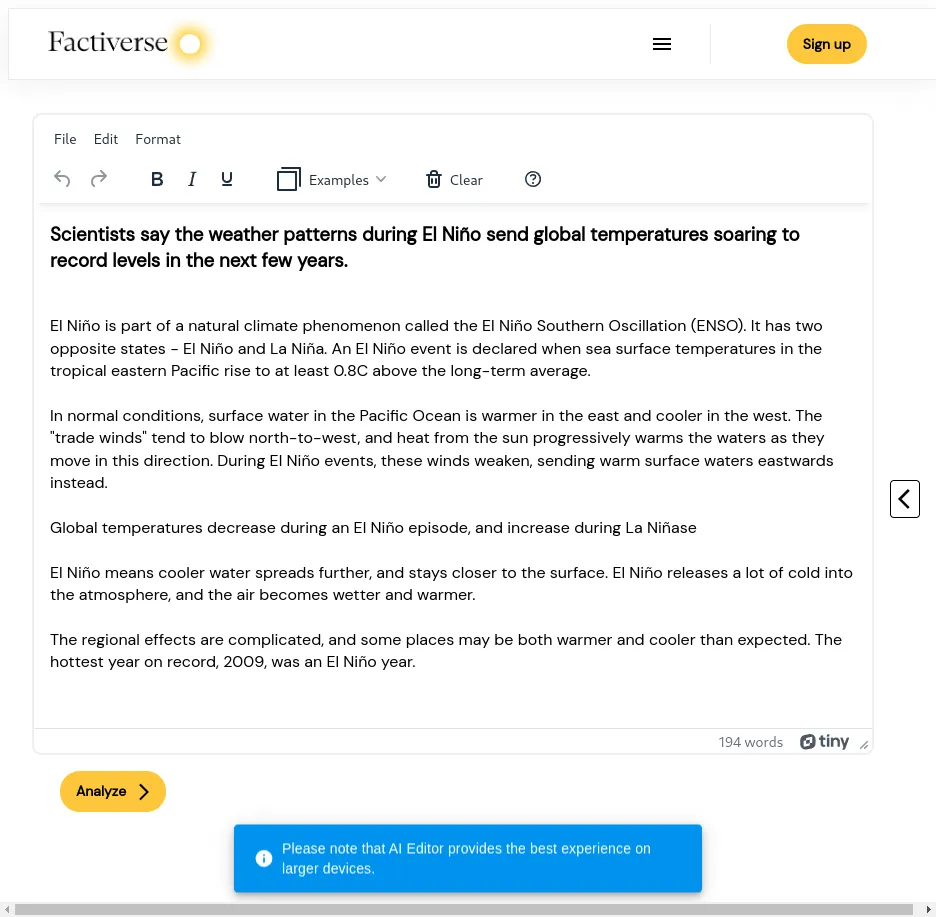 Factiverse
Sign up
File Edit Format
B I U Examples Clear
Scientists say the weather patterns during El Niño send global temperatures soaring to
record levels in the next few years.
El Niño is part of a natural climate phenomenon called the El Niño Southern Oscillation (ENSO). It has two
opposite states - El Niño and La Niña. An El Niño event is declared when sea surface temperatures in the
tropical eastern Pacific rise to at least 0.8C above the long-term average.
In normal conditions, surface water in the Pacific Ocean is warmer in the east and cooler in the west. The
"trade winds" tend to blow north-to-west, and heat from the sun progressively warms the waters as they
move in this direction. During El Niño events, these winds weaken, sending warm surface waters eastwards
instead.
Global temperatures decrease during an El Niño episode, and increase during La Niñase
El Niño means cooler water spreads further, and stays closer to the surface. El Niño releases a lot of cold into
the atmosphere, and the air becomes wetter and warmer.
The regional effects are complicated, and some places may be both warmer and cooler than expected. The
hottest year on record, 2009, was an El Niño year.
194 words tiny
Analyze
Please note that AI Editor provides the best experience on
larger devices.